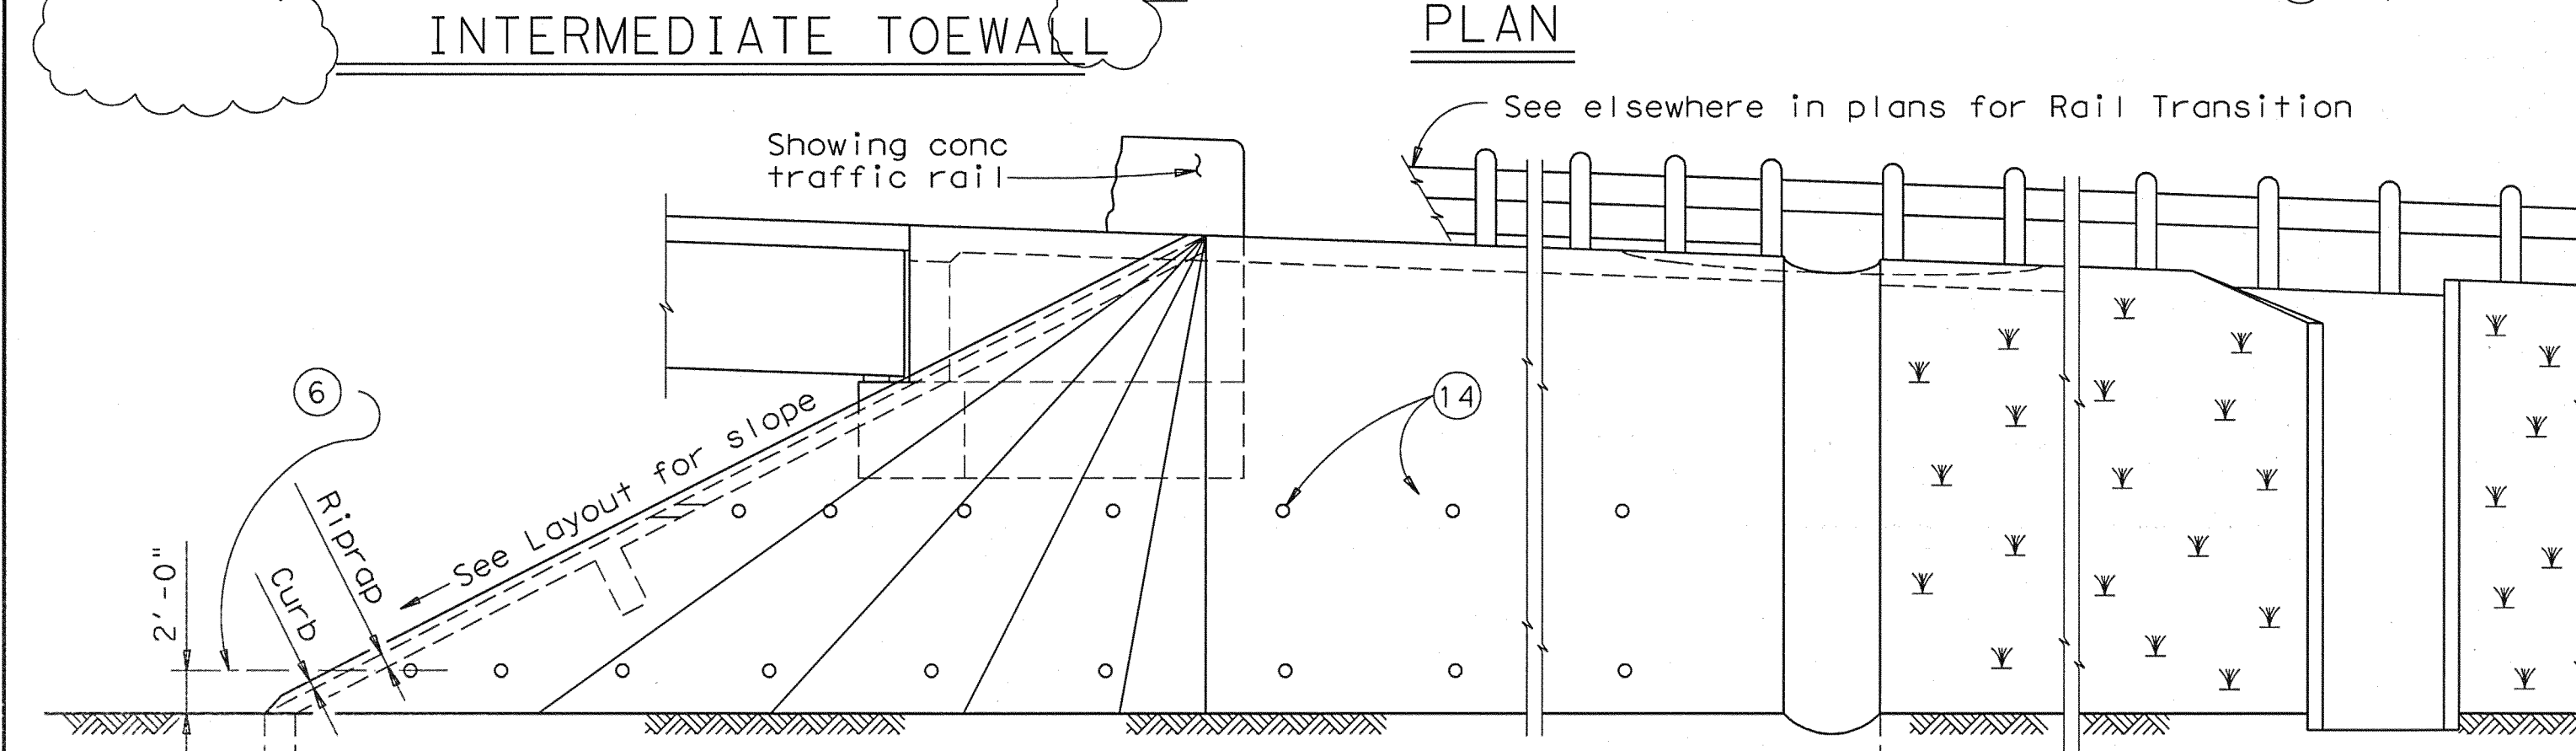 INTERMEDIATE TOEWALL
PLAN
See elsewhere in plans for Rail Transition
Showing conc
traffic rail
6
14
See Layout for slope
Riprap
Curb
2'-0"